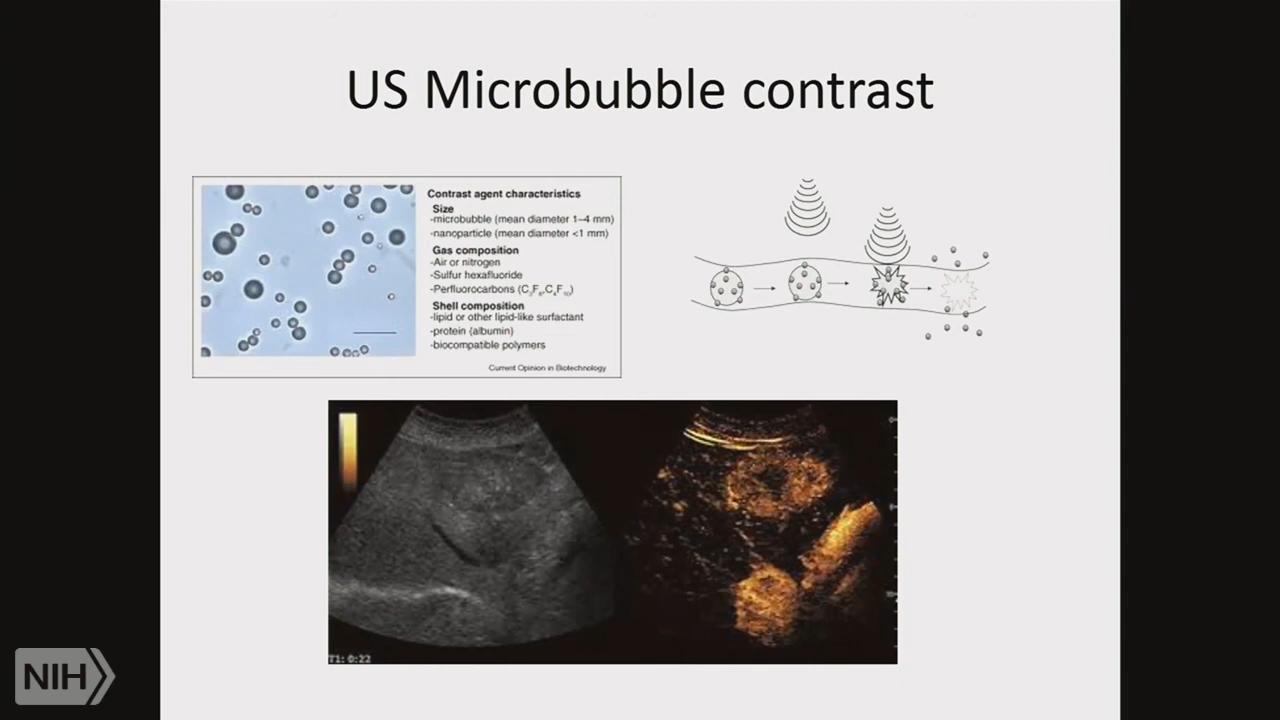 US Microbubble contrast
Contrast agent characteristics
Size
-microbubble (mean diameter 1–4 mm)
-nanoparticle (mean diameter <1 mm)
Gas composition
-Air or nitrogen
-Sulfur hexafluoride
-Perfluorocarbons (C₃F₈,C₄F₁₀)
Shell composition
-lipid or other lipid-like surfactant
-protein (albumin)
-biocompatible polymers
Current Opinion in Biotechnology
T1: 0:22
NIH